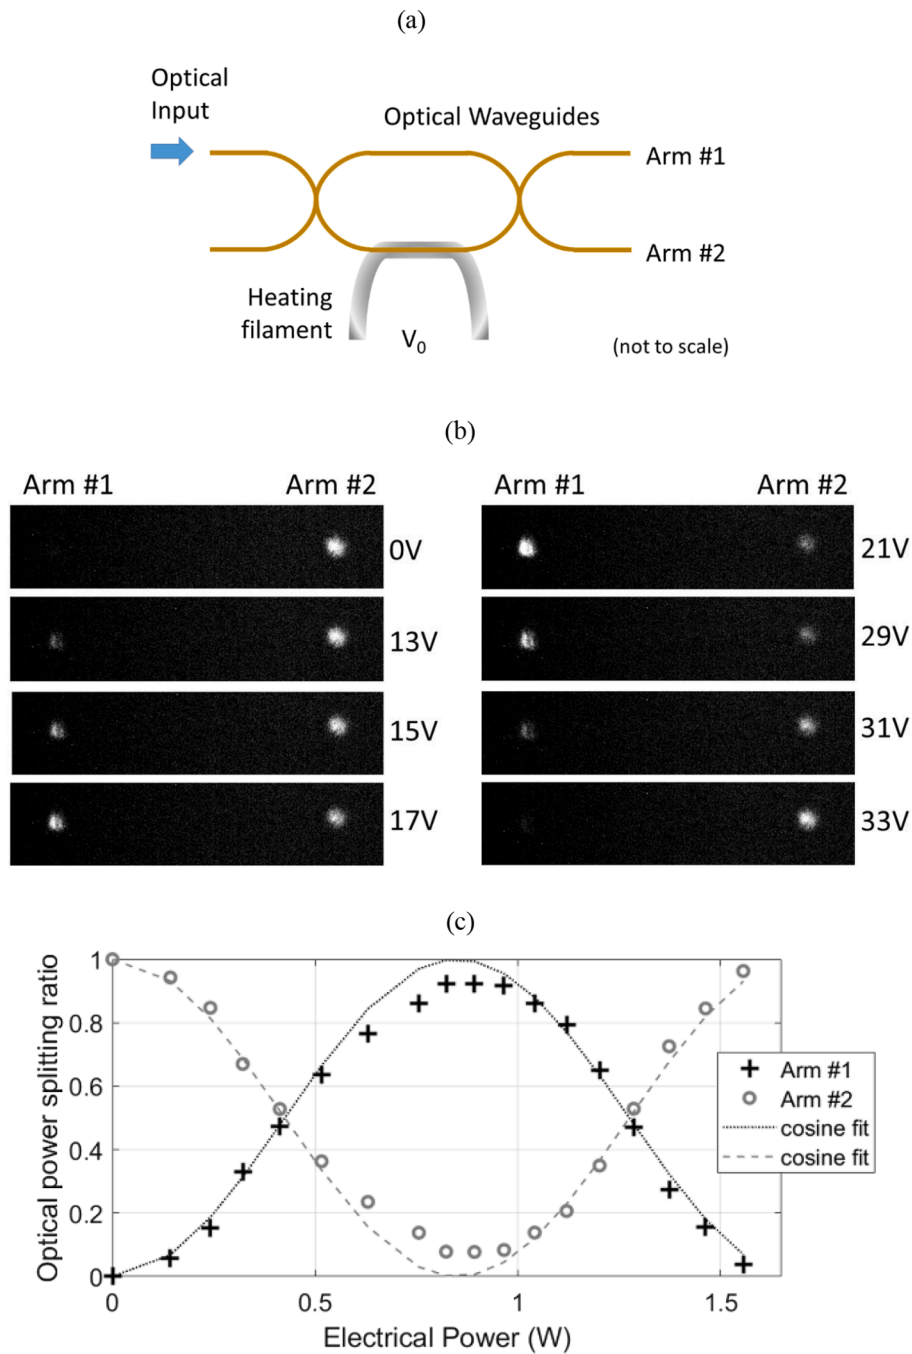 (a)
Optical
Input
Optical Waveguides
Arm #1
Arm #2
Heating
filament
V₀
(not to scale)
(b)
Arm #1 Arm #2
0V
13V
15V
17V
Arm #1 Arm #2
21V
29V
31V
33V
(c)
Optical power splitting ratio
1
0.8
0.6
0.4
0.2
0
0 0.5 1 1.5
Electrical Power (W)
Arm #1
Arm #2
cosine fit
cosine fit